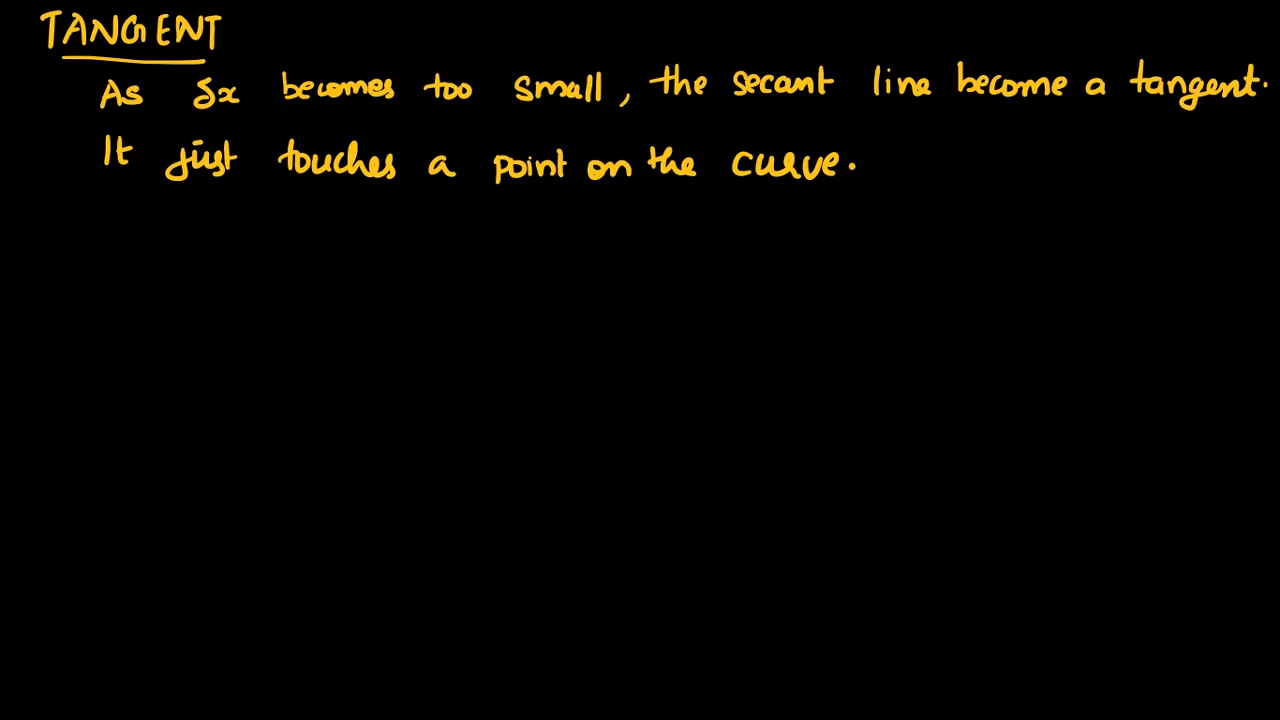 TANGENT
As δx becomes too small, the secant line become a tangent.
It just touches a point on the curve.